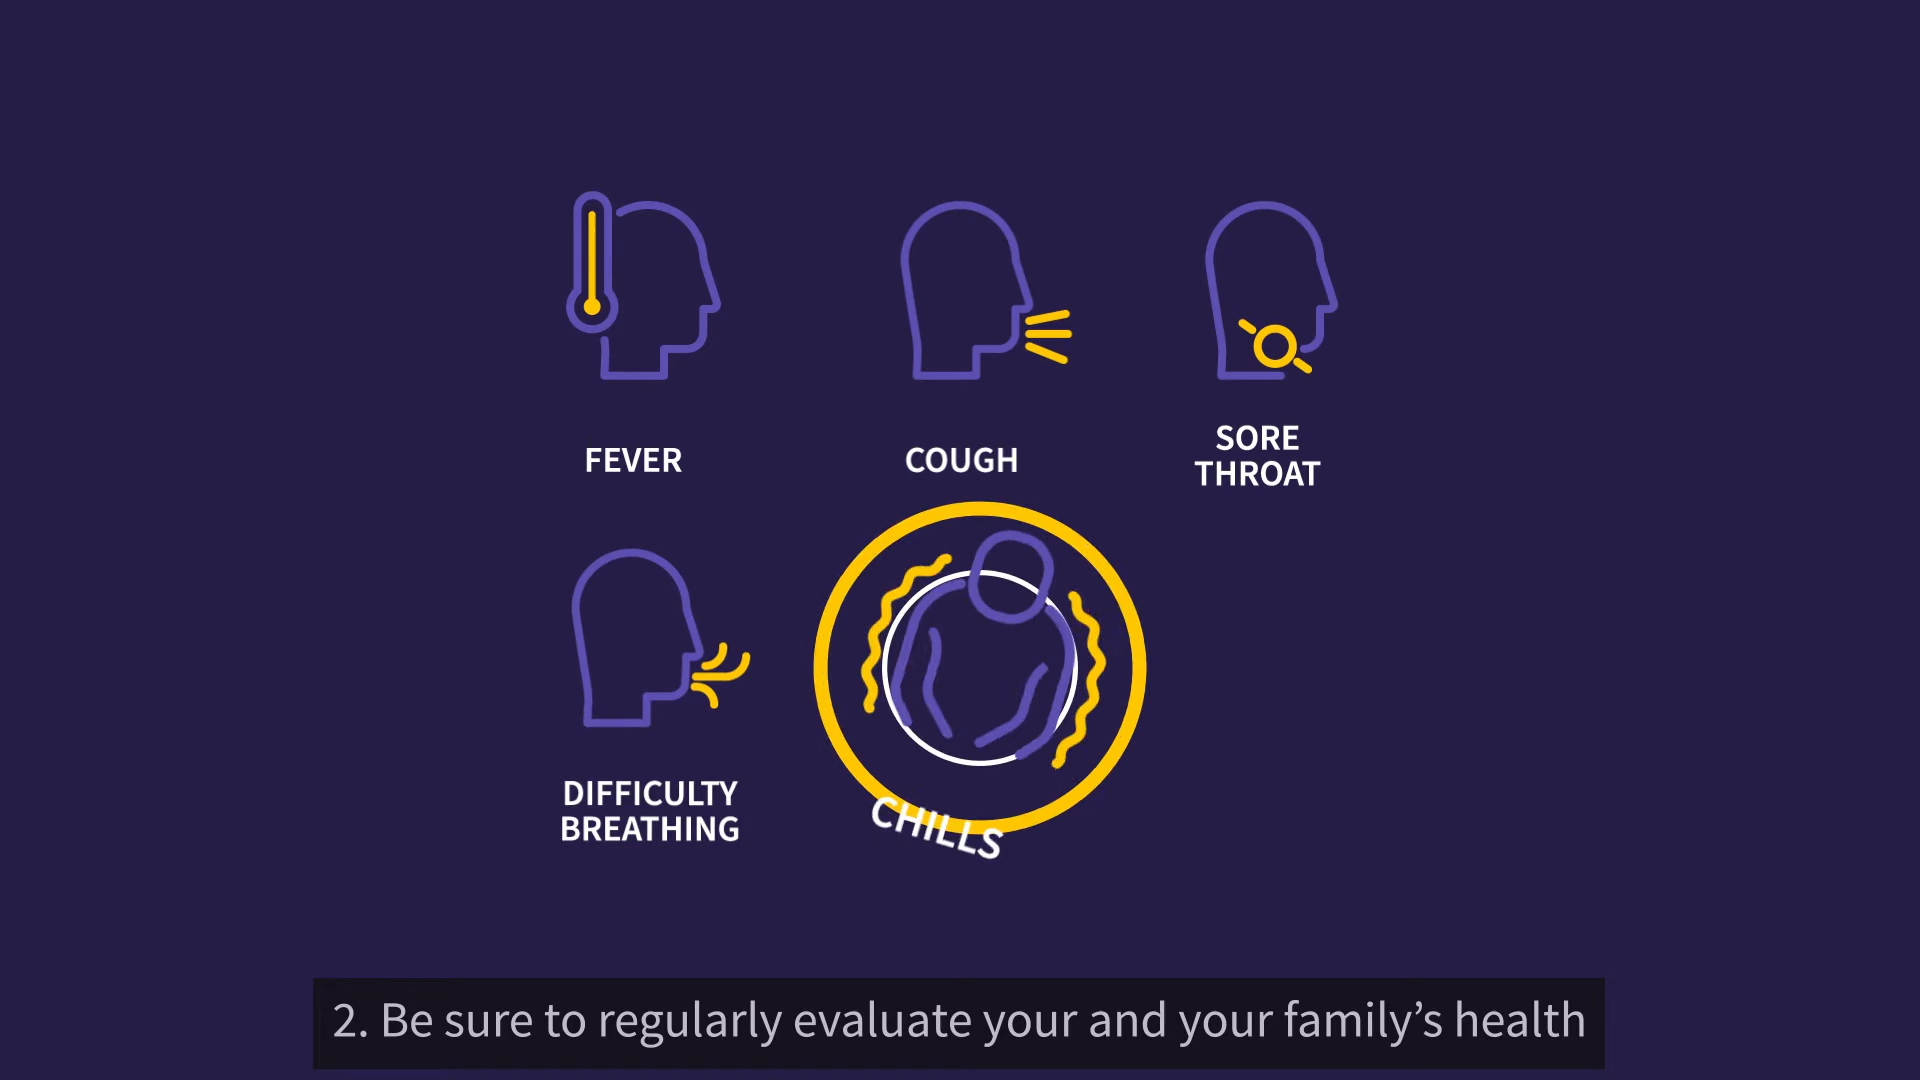 FEVER
COUGH
SORE
THROAT
DIFFICULTY
BREATHING
CHILLS
2. Be sure to regularly evaluate your and your family’s health